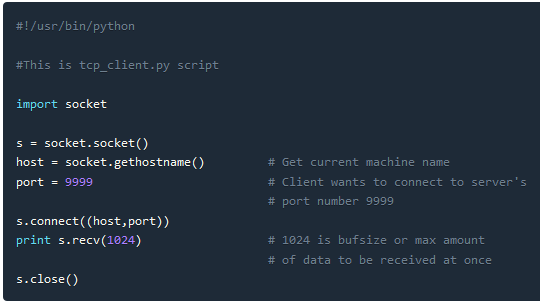 #!/usr/bin/python
#This is tcp_client.py script
import socket
s = socket.socket()
host = socket.gethostname()         # Get current machine name
port = 9999                         # Client wants to connect to server's
                                    # port number 9999
s.connect((host,port))
print s.recv(1024)                  # 1024 is bufsize or max amount
                                    # of data to be received at once
s.close()